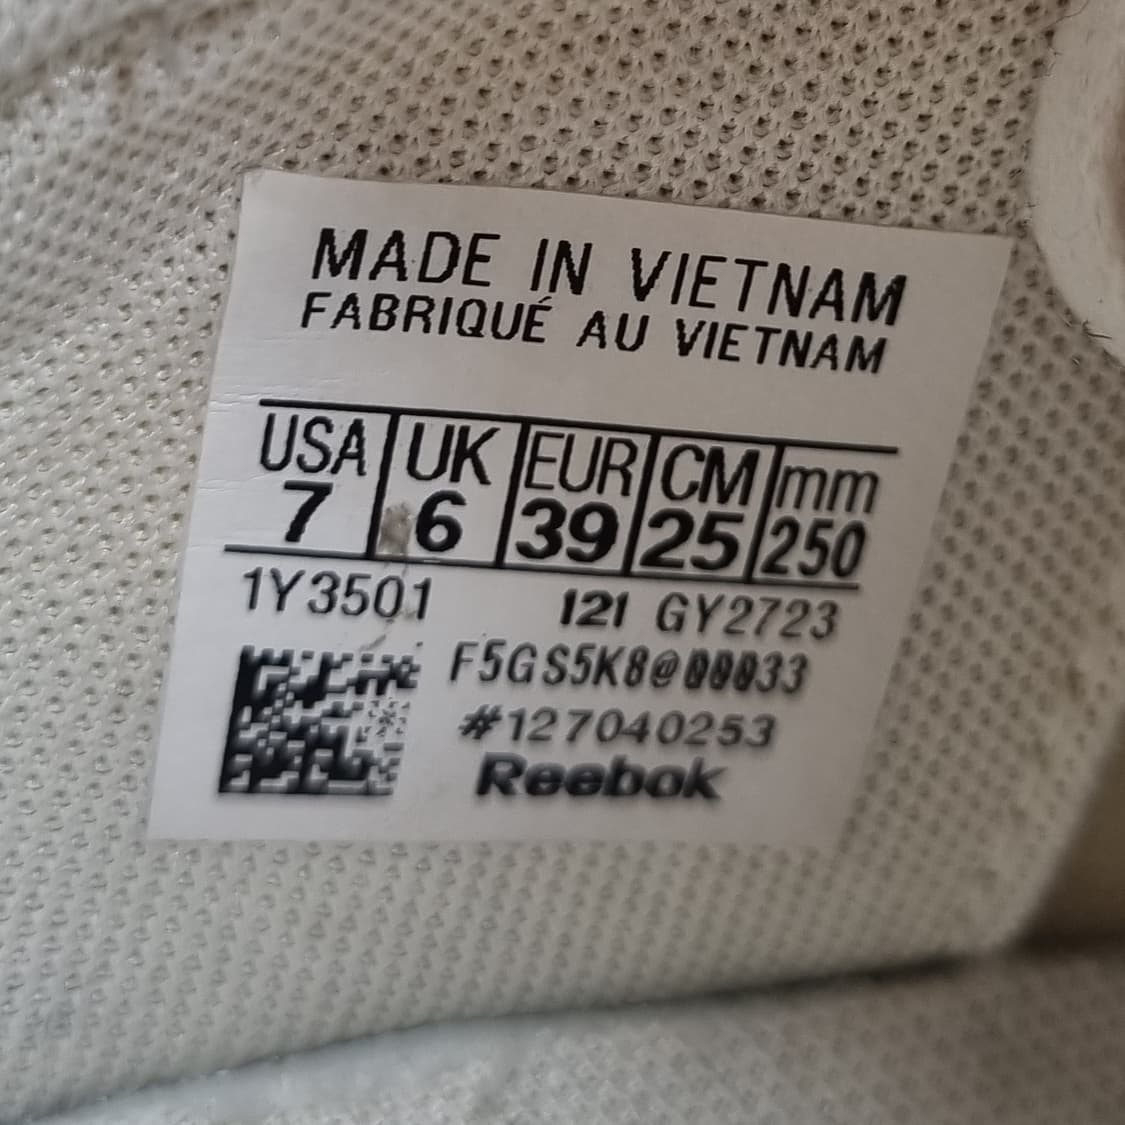 MADE IN VIETNAM
FABRIQUÉ AU VIETNAM
USA UK EUR CM mm
7 6 39 25 250
1Y3501 121 GY2723
F5GS5K8@00033
#127040253
Reebok